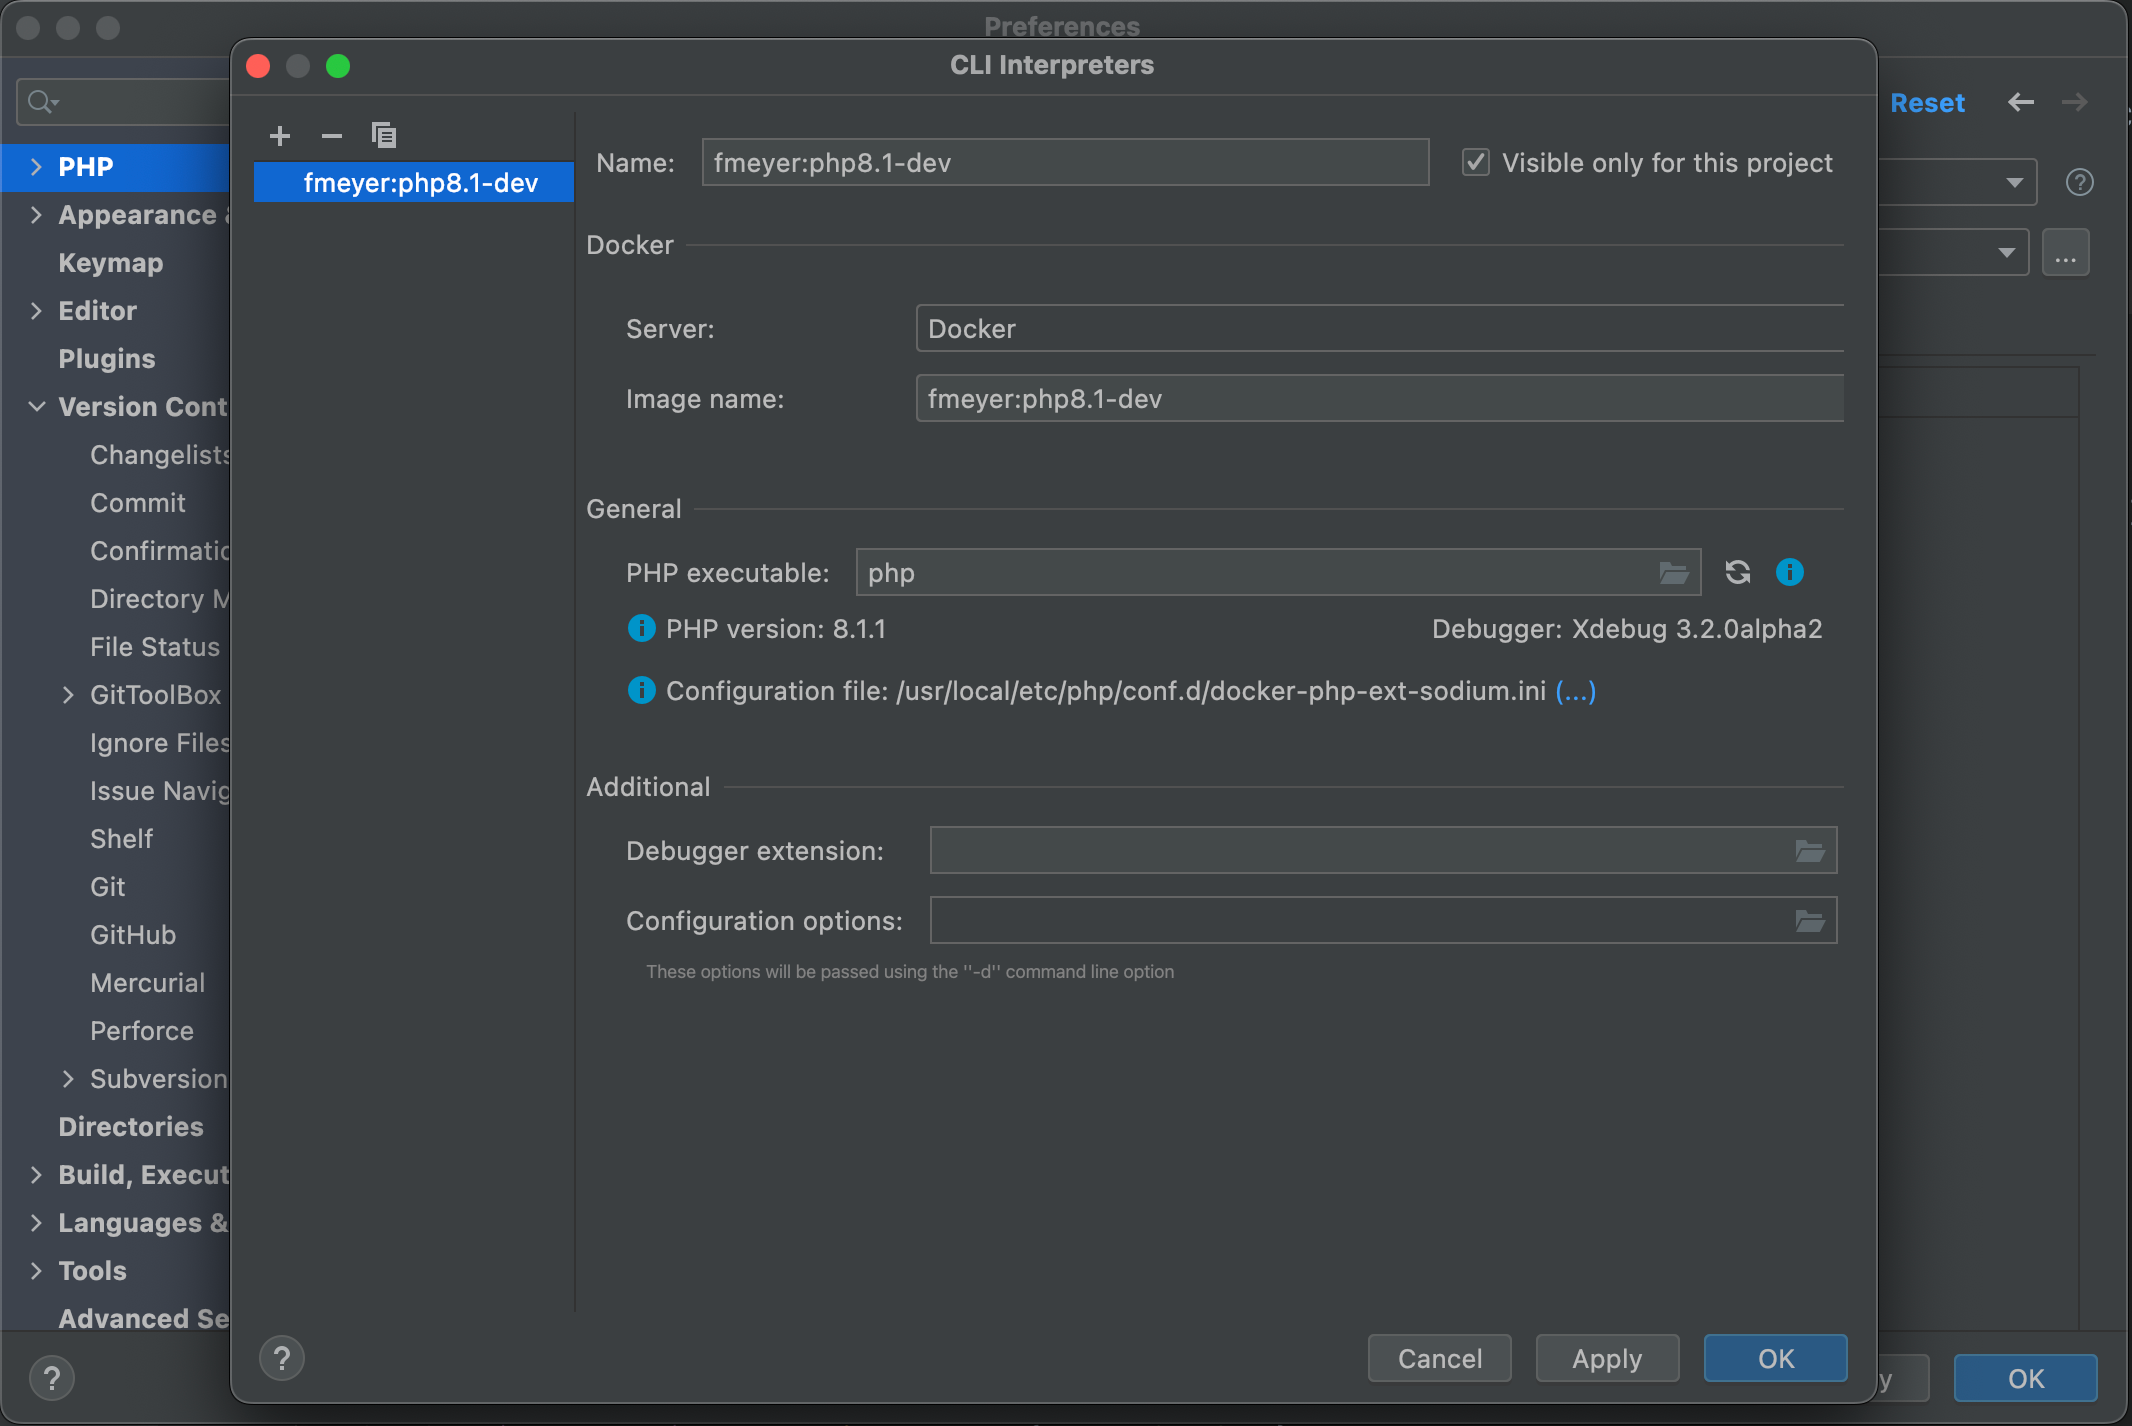 Preferences
CLI Interpreters
Reset
PHP
Appearance &
Keymap
Editor
Plugins
Version Cont
Changelists
Commit
Confirmatic
Directory M
File Status
GitToolBox
Ignore Files
Issue Navig
Shelf
Git
GitHub
Mercurial
Perforce
Subversion
Directories
Build, Execut
Languages &
Tools
Advanced Se
fmeyer:php8.1-dev
Name: fmeyer:php8.1-dev Visible only for this project
Docker
Server: Docker
Image name: fmeyer:php8.1-dev
General
PHP executable: php
PHP version: 8.1.1 Debugger: Xdebug 3.2.0alpha2
Configuration file: /usr/local/etc/php/conf.d/docker-php-ext-sodium.ini (...)
Additional
Debugger extension:
Configuration options:
These options will be passed using the ''-d'' command line option
? Cancel Apply OK
? y OK
?
...